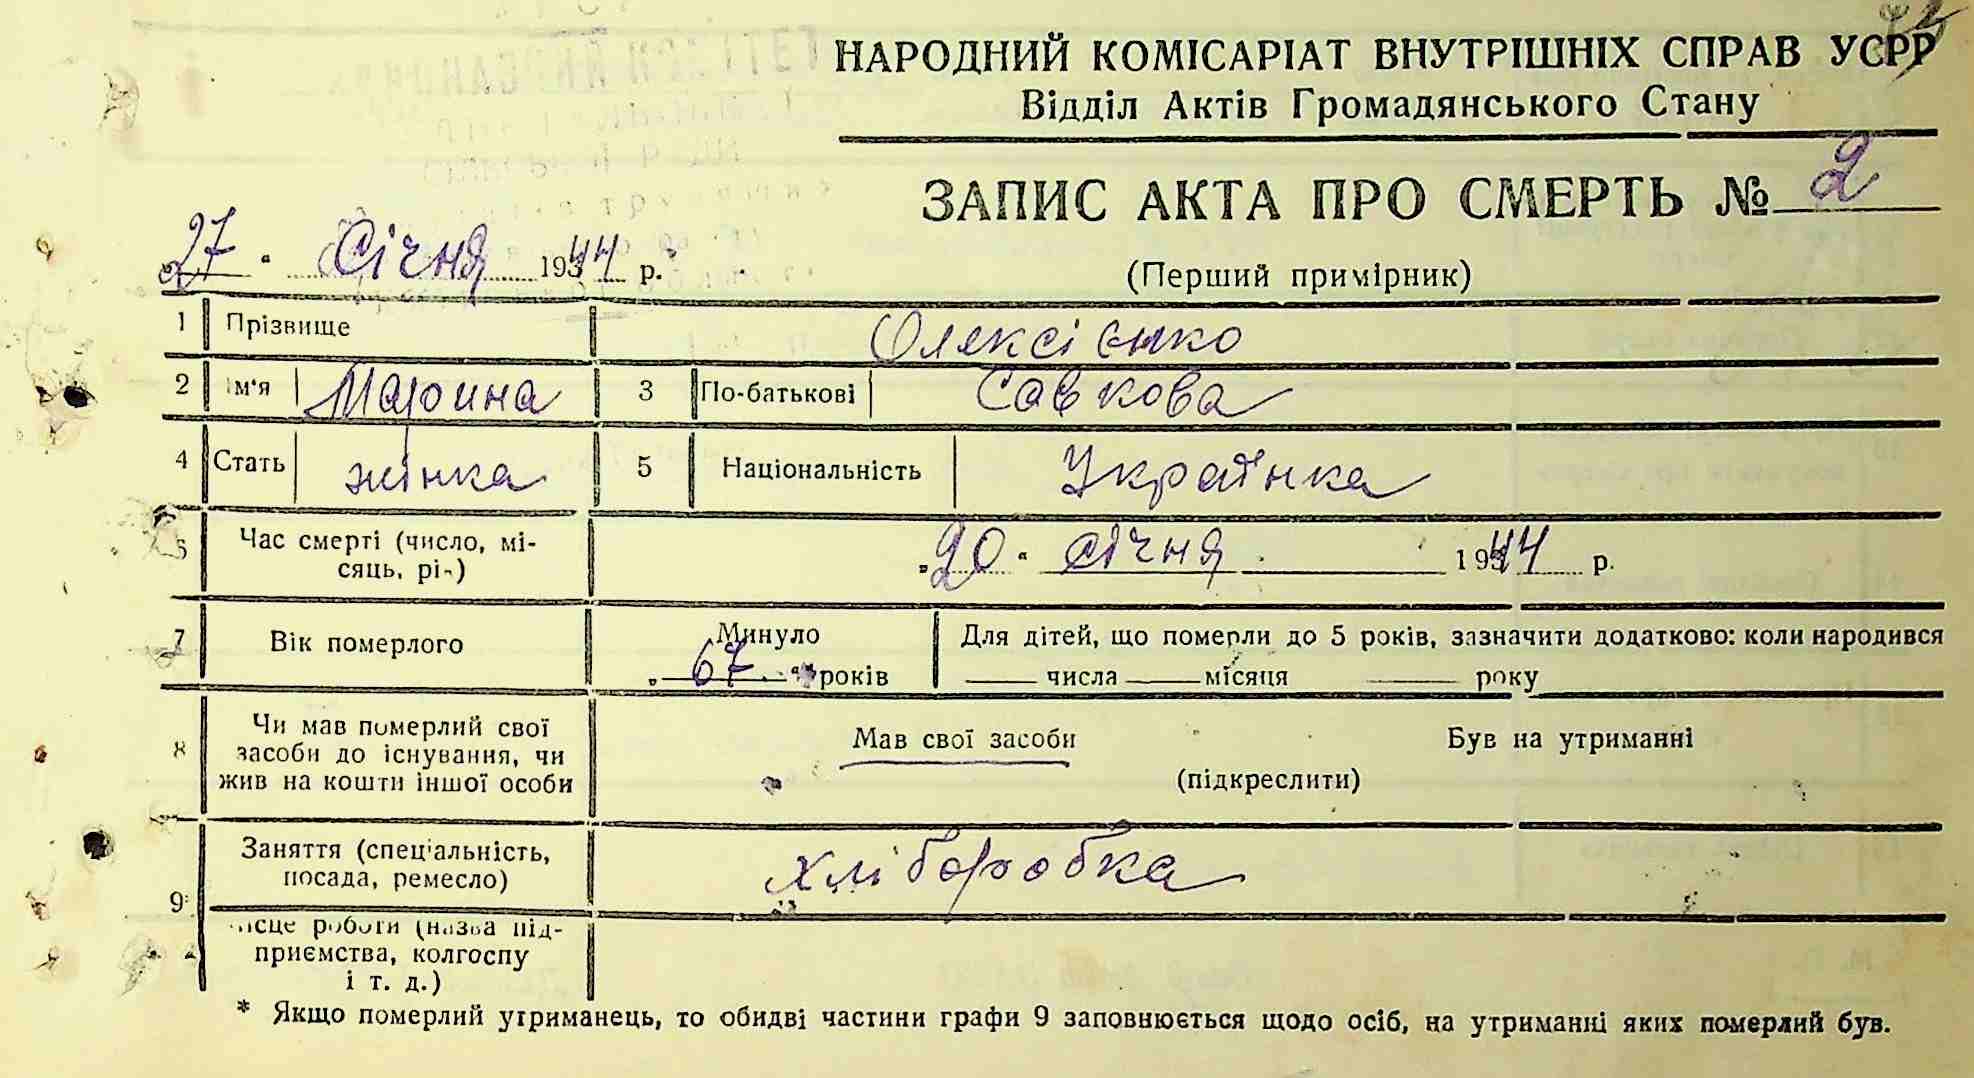 НАРОДНИЙ КОМІСАРІАТ ВНУТРІШНІХ СПРАВ УСРР
Відділ Актів Громадянського Стану
ЗАПИС АКТА ПРО СМЕРТЬ № 2
27 " Січня 1944 р.
(Перший примірник)
1 Прізвище Олексієнко
2 Ім'я Марина 3 По-батькові Савкова
4 Стать жінка 5 Національність Українка
6 Час смерті (число, мі-
сяць, рік)
„20" січня 1944 р.
7 Вік померлого Минуло „67" років
Для дітей, що померли до 5 років, зазначити додатково: коли народився
числа місяця року
8 Чи мав померлий свої
засоби до існування, чи
жив на кошти іншої особи
Мав свої засоби Був на утриманні
(підкреслити)
9 Заняття (спеціальність,
посада, ремесло)
хліборобка
Місце роботи (назва під-
приємства, колгоспу
і т. д.)
* Якщо померлий утриманець, то обидві частини графи 9 заповнюється щодо осіб, на утриманні яких померлий був.